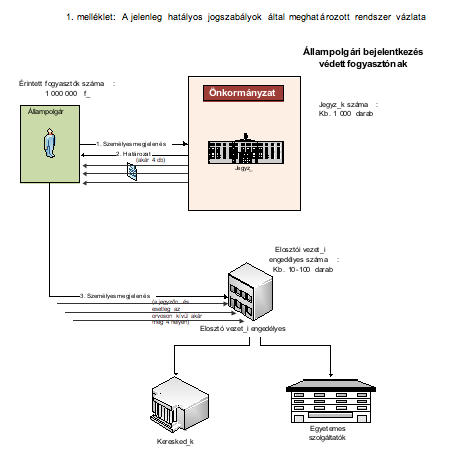 1. melléklet: A jelenleg hatályos jogszabályok által meghatározott rendszer vázlata
Állampolgári bejelentkezés
védett fogyasztónak
Érintett fogyasztók száma :
1 000 000 f_
Állampolgár
Önkormányzat
Jegyz_k száma :
Kb. 1 000 darab
1. Személyes megjelenés
2. Határozat
(akár 4 db)
Jegyz_
Elosztói vezet_i
engedélyes száma :
Kb. 10-100 darab
3. Személyes megjelenés
(a jegyzőn és
esetleg az
orvoson kívül akár
még 4 helyen)
Elosztó vezet_i engedélyes
Keresked_k
Egyetemes
szolgáltatók